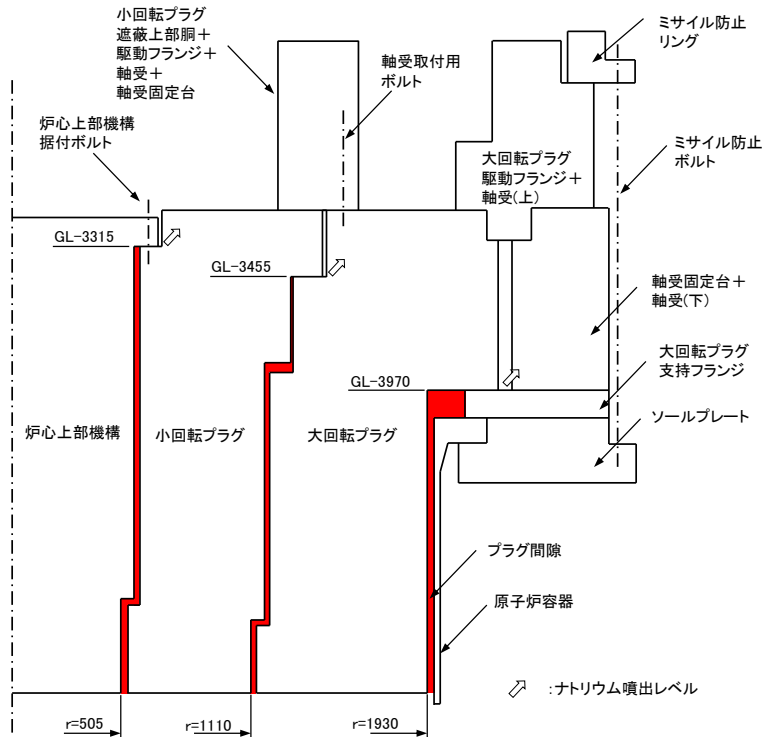 小回転プラグ
遮蔽上部胴＋
駆動フランジ＋
軸受＋
軸受固定台
軸受取付用
ボルト
ミサイル防止
リング
炉心上部機構
据付ボルト
大回転プラグ
駆動フランジ＋
軸受(上)
ミサイル防止
ボルト
GL-3315
GL-3455
軸受固定台＋
軸受(下)
大回転プラグ
支持フランジ
GL-3970
ソールプレート
炉心上部機構
小回転プラグ
大回転プラグ
プラグ間隙
原子炉容器
:ナトリウム噴出レベル
r=505
r=1110
r=1930